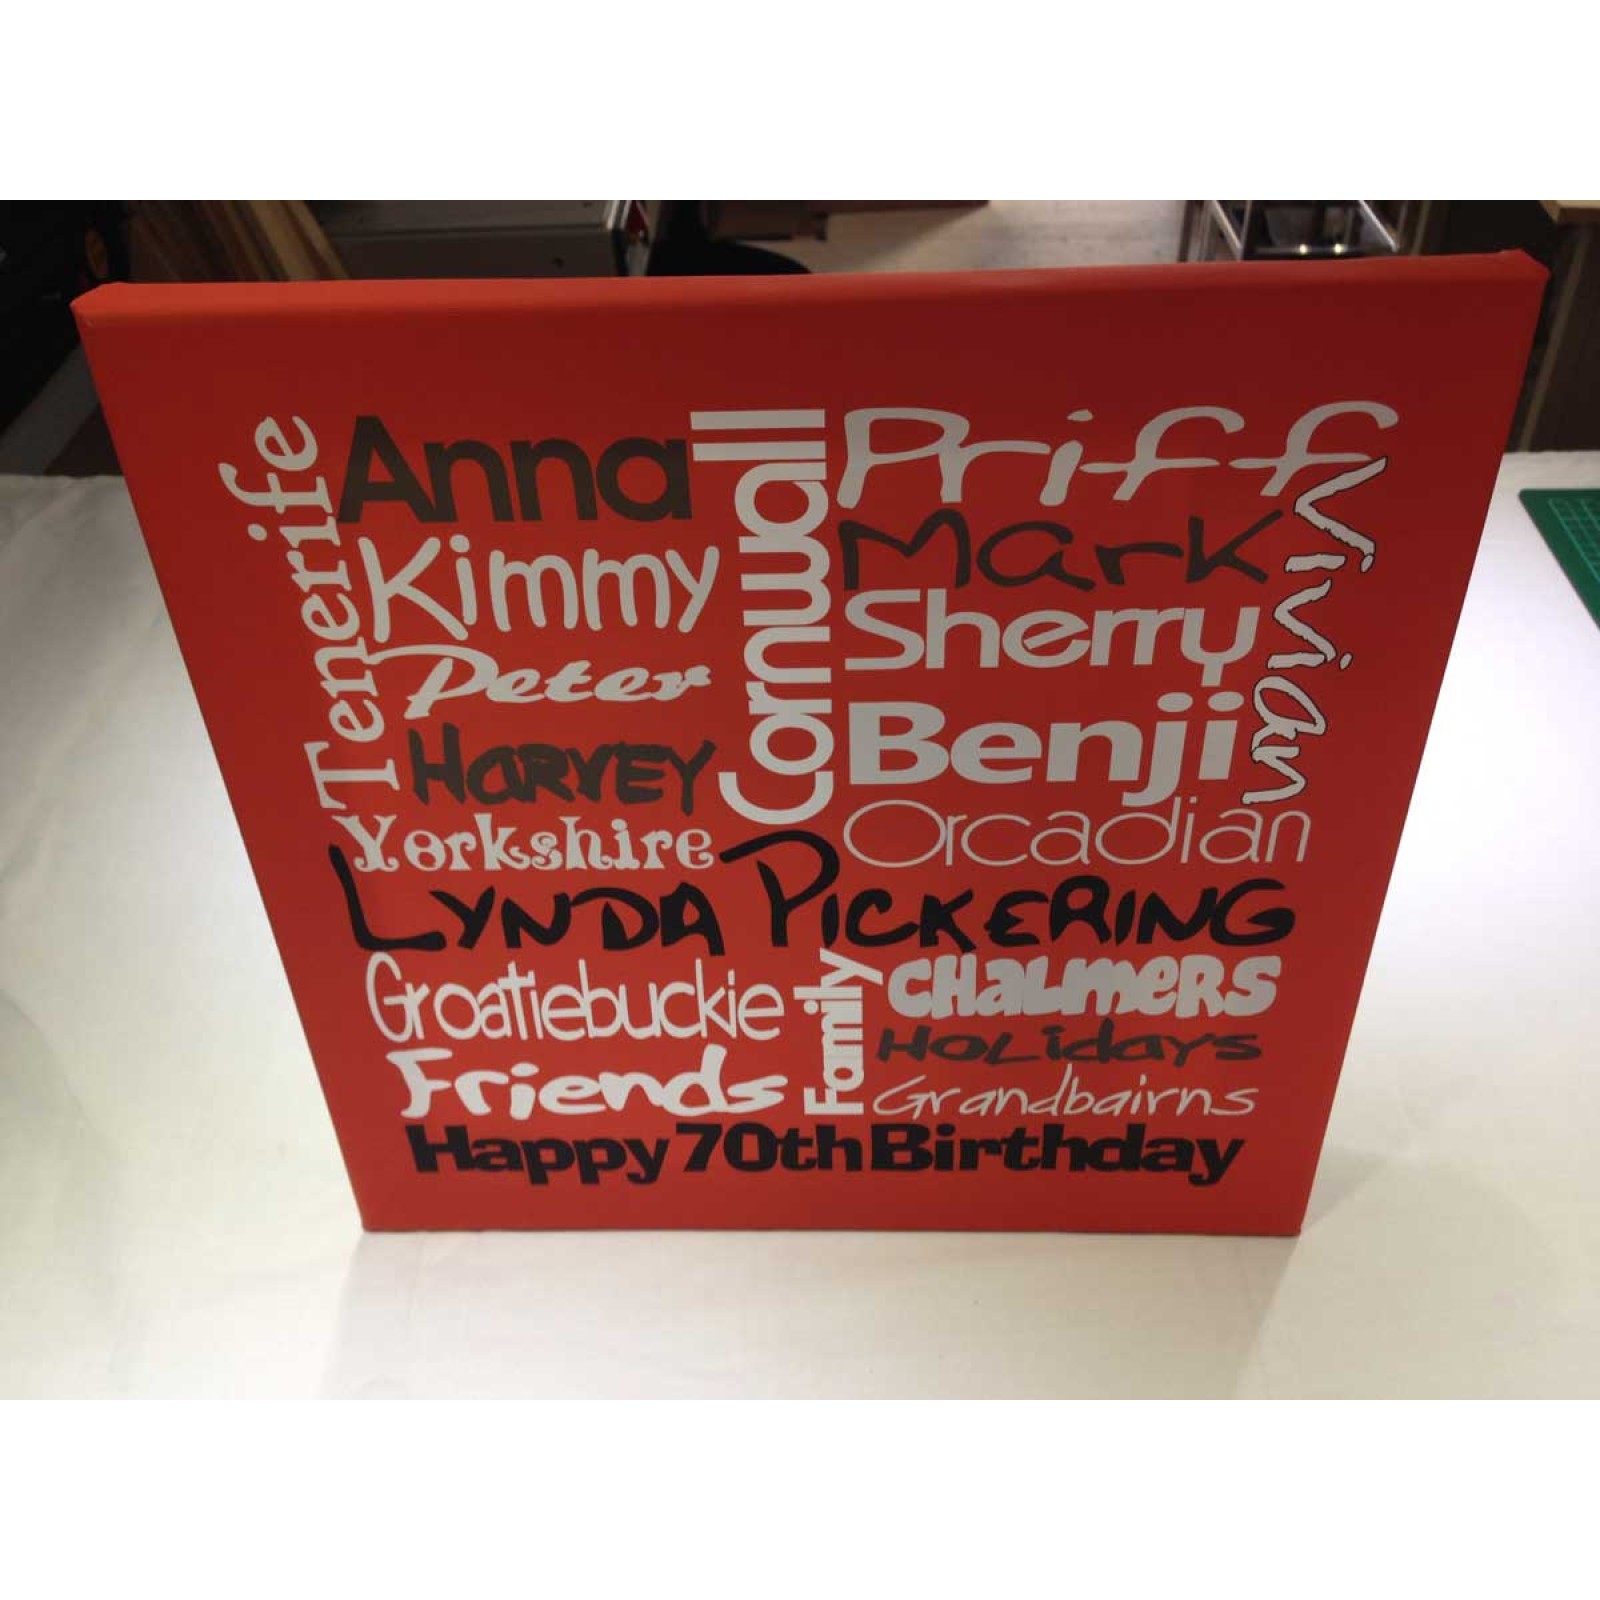 Tenerife
Anna
Kimmy
Peter
HARVEY
Yorkshire
Cornwall
Priff
Mark
Sherry
Benji
Orcadian
Vivian
LYNDA PICKERING
Groatiebuckie
Friends
Family
CHaLmeRS
HoLidays
Grandbairns
Happy 70th Birthday